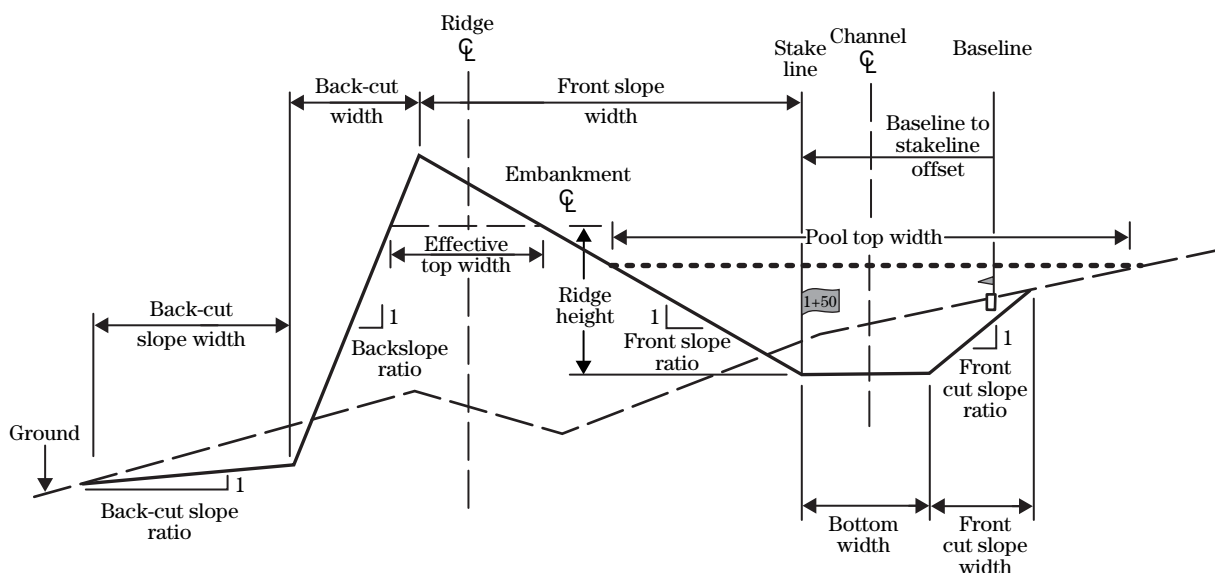 Ridge
℄
Stake
line
Channel
℄
Baseline
Back-cut
width
Front slope
width
Baseline to
stakeline
offset
Embankment
℄
Effective
top width
Pool top width
Ridge
height
1+50
Back-cut
slope width
1
Backslope
ratio
1
Front slope
ratio
1
Front
cut slope
ratio
Ground
1
Back-cut slope
ratio
Bottom
width
Front
cut slope
width